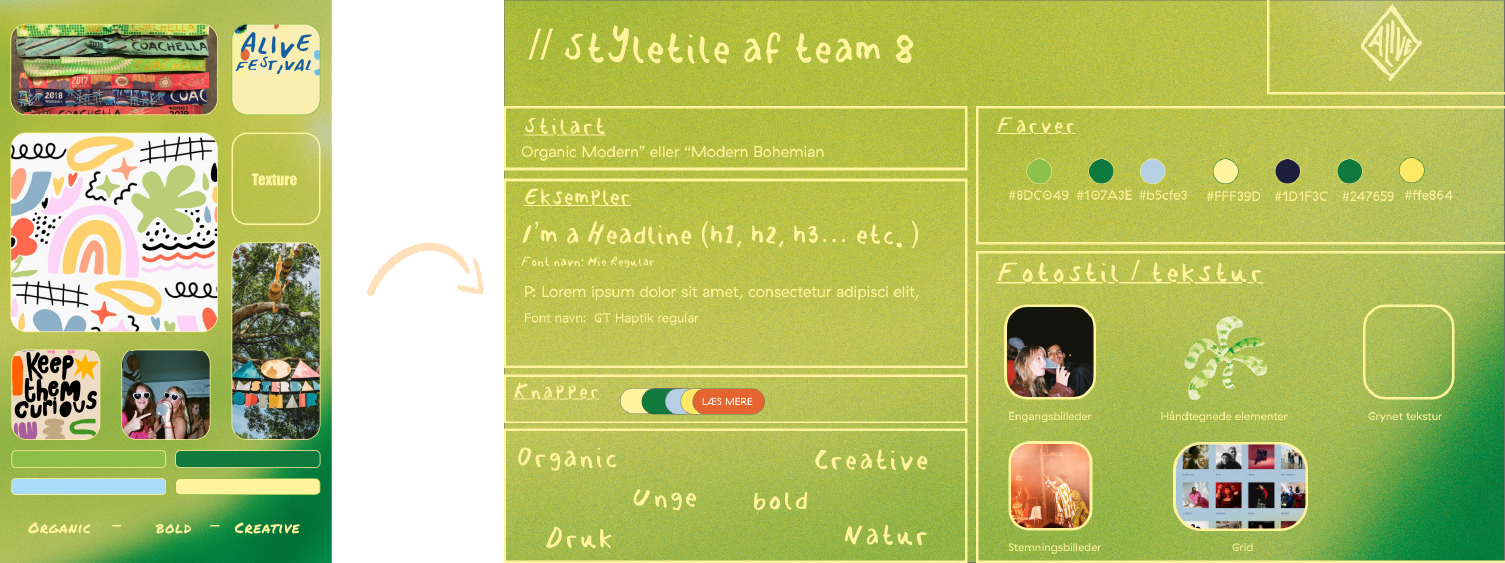 COACHELLA
2017
2018
COAC
COACHELLA
2019
ALIVE
FESTIVAL
Texture
Keep
them
curious
ORGANIC — BOLD — CREATIVE
// Styletile af team 8
ALIVE
Stilart
Organic Modern” eller “Modern Bohemian
Eksempler
I'm a Headline (h1, h2, h3... etc. )
Font navn: Mie Regular
P: Lorem ipsum dolor sit amet, consectetur adipisci elit,
Font navn: GT Haptik regular
Knapper
LÆS MERE
Organic
Creative
Unge
bold
Druk
Natur
Farver
#8DC049 #107A3E #b5cfe3 #FFF39D #1D1F3C #247659 #ffe864
Fotostil / tekstur
Engangsbilleder
Håndtegnede elementer
Grynet tekstur
Stemningsbilleder
Grid